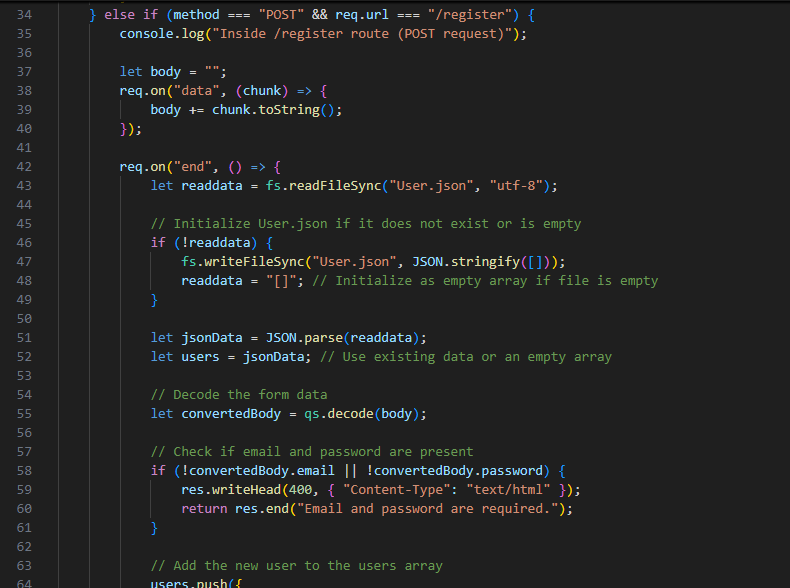 34 } else if (method === "POST" && req.url === "/register") {
35 console.log("Inside /register route (POST request)");
36
37 let body = "";
38 req.on("data", (chunk) => {
39 body += chunk.toString();
40 });
41
42 req.on("end", () => {
43 let readdata = fs.readFileSync("User.json", "utf-8");
44
45 // Initialize User.json if it does not exist or is empty
46 if (!readdata) {
47 fs.writeFileSync("User.json", JSON.stringify([]));
48 readdata = "[]"; // Initialize as empty array if file is empty
49 }
50
51 let jsonData = JSON.parse(readdata);
52 let users = jsonData; // Use existing data or an empty array
53
54 // Decode the form data
55 let convertedBody = qs.decode(body);
56
57 // Check if email and password are present
58 if (!convertedBody.email || !convertedBody.password) {
59 res.writeHead(400, { "Content-Type": "text/html" });
60 return res.end("Email and password are required.");
61 }
62
63 // Add the new user to the users array
64 users.push({